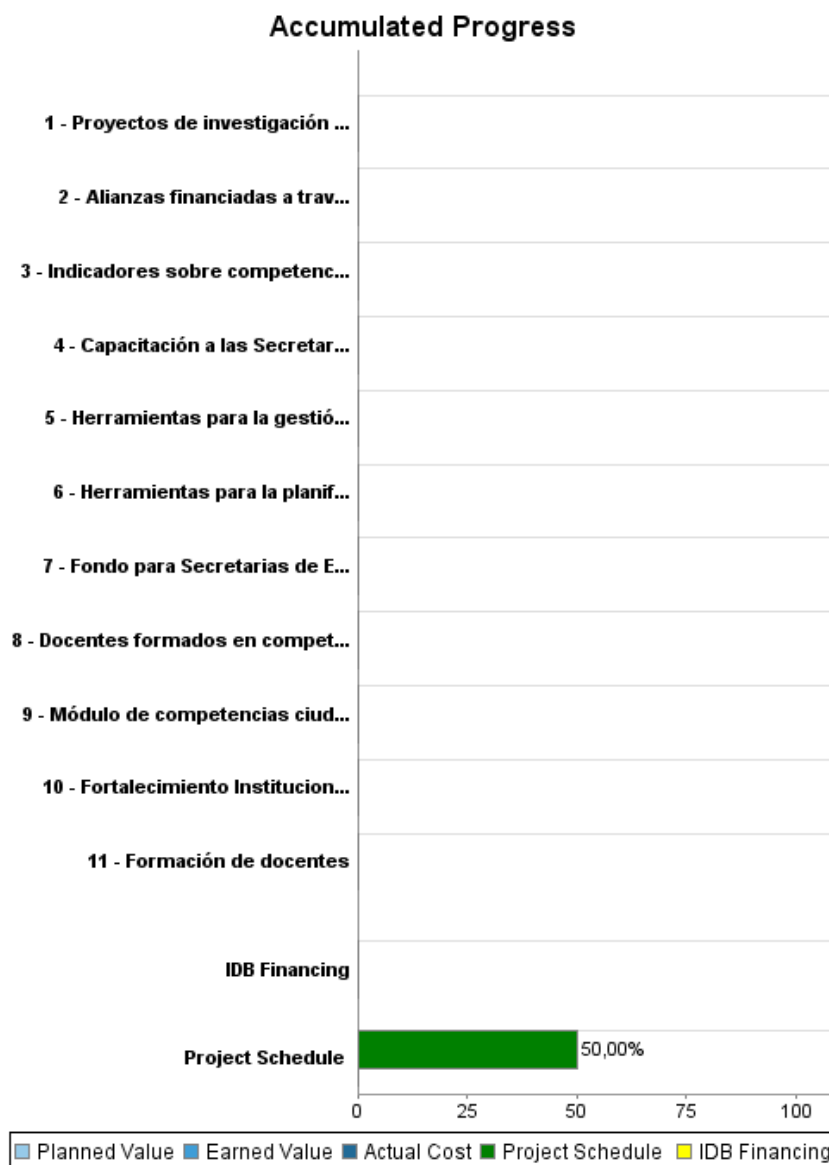 Accumulated Progress
1 - Proyectos de investigación ...
2 - Alianzas financiadas a trav...
3 - Indicadores sobre competenc...
4 - Capacitación a las Secretar...
5 - Herramientas para la gestió...
6 - Herramientas para la planif...
7 - Fondo para Secretarias de E...
8 - Docentes formados en compet...
9 - Módulo de competencias ciud...
10 - Fortalecimiento Institucion...
11 - Formación de docentes
IDB Financing
Project Schedule 50,00%
0 25 50 75 100
Planned Value Earned Value Actual Cost Project Schedule IDB Financing